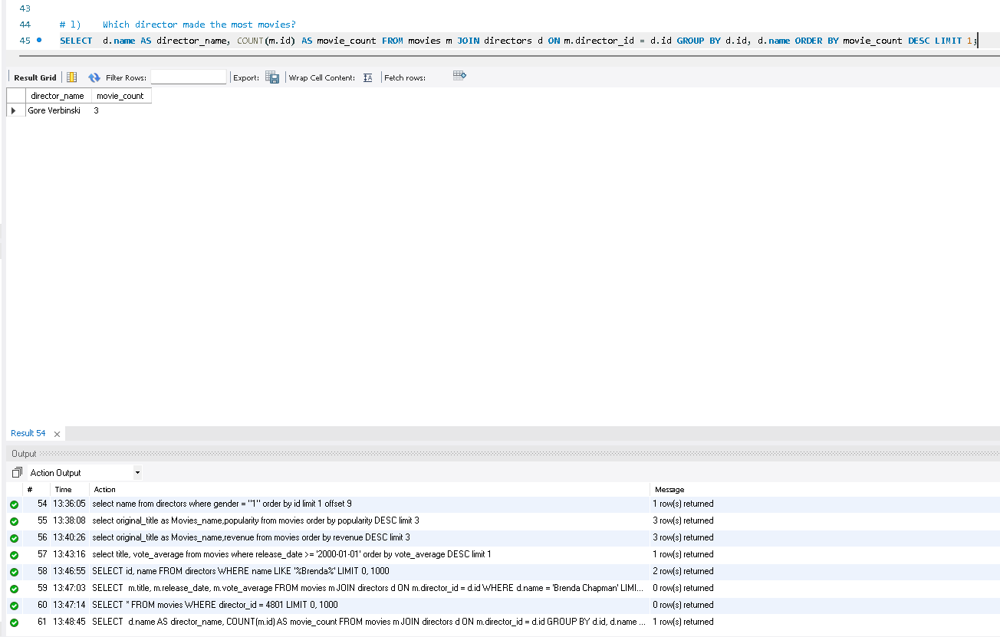 43
44 # l) Which director made the most movies?
45 SELECT d.name AS director_name, COUNT(m.id) AS movie_count FROM movies m JOIN directors d ON m.director_id = d.id GROUP BY d.id, d.name ORDER BY movie_count DESC LIMIT 1;
Result Grid Filter Rows: Export: Wrap Cell Content: IA Fetch rows:
director_name movie_count
Gore Verbinski 3
Result 54
Output
Action Output
# Time Action Message
54 13:36:05 select name from directors where gender = "1" order by id limit 1 offset 9 1 row(s) returned
55 13:38:08 select original_title as Movies_name,popularity from movies order by popularity DESC limit 3 3 row(s) returned
56 13:40:26 select original_title as Movies_name,revenue from movies order by revenue DESC limit 3 3 row(s) returned
57 13:43:16 select title, vote_average from movies where release_date >= '2000-01-01' order by vote_average DESC limit 1 1 row(s) returned
58 13:46:55 SELECT id, name FROM directors WHERE name LIKE '%Brenda%' LIMIT 0, 1000 2 row(s) returned
59 13:47:03 SELECT m.title, m.release_date, m.vote_average FROM movies m JOIN directors d ON m.director_id = d.id WHERE d.name = 'Brenda Chapman' LIMI... 0 row(s) returned
60 13:47:14 SELECT * FROM movies WHERE director_id = 4801 LIMIT 0, 1000 0 row(s) returned
61 13:48:45 SELECT d.name AS director_name, COUNT(m.id) AS movie_count FROM movies m JOIN directors d ON m.director_id = d.id GROUP BY d.id, d.name ... 1 row(s) returned